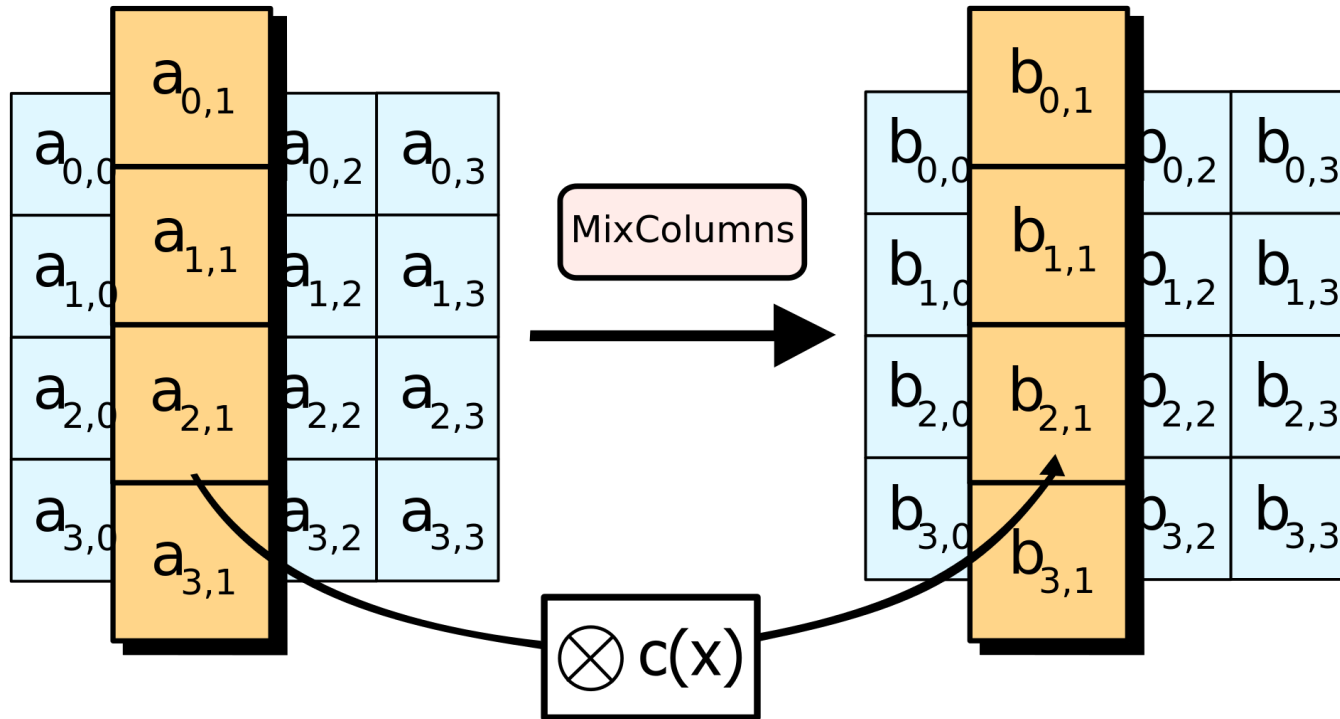 a0,1
a0,0 a0,2 a0,3
a1,1
a1,0 a1,2 a1,3
a2,1
a2,0 a2,2 a2,3
a3,1
a3,0 a3,2 a3,3
MixColumns
b0,1
b0,0 b0,2 b0,3
b1,1
b1,0 b1,2 b1,3
b2,1
b2,0 b2,2 b2,3
b3,1
b3,0 b3,2 b3,3
⊗ c(x)